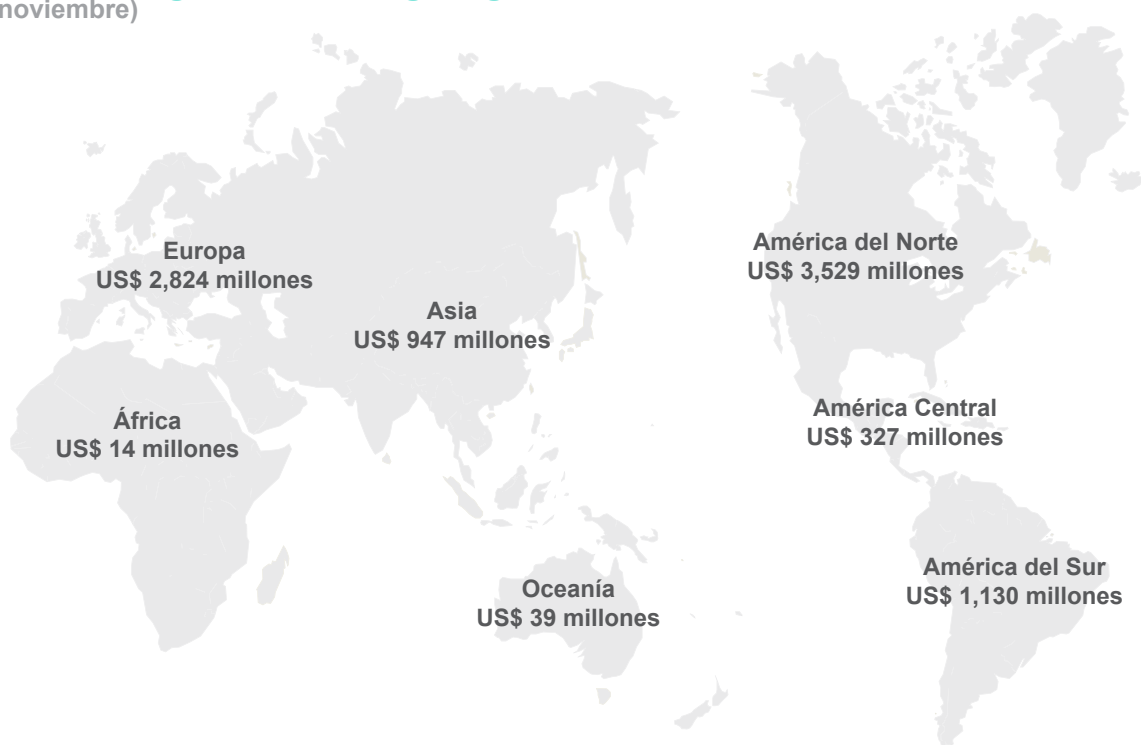 noviembre)
Europa
US$ 2,824 millones
América del Norte
US$ 3,529 millones
Asia
US$ 947 millones
África
US$ 14 millones
América Central
US$ 327 millones
Oceanía
US$ 39 millones
América del Sur
US$ 1,130 millones